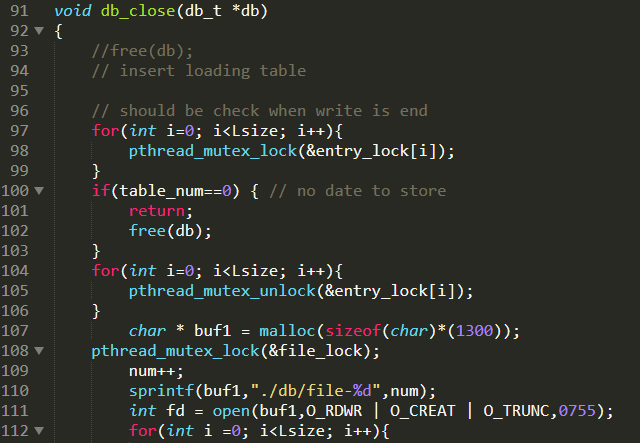 91 void db_close(db_t *db)
92 {
93 //free(db);
94 // insert loading table
95
96 // should be check when write is end
97 for(int i=0; i<Lsize; i++){
98 pthread_mutex_lock(&entry_lock[i]);
99 }
100 if(table_num==0) { // no date to store
101 return;
102 free(db);
103 }
104 for(int i=0; i<Lsize; i++){
105 pthread_mutex_unlock(&entry_lock[i]);
106 }
107 char * buf1 = malloc(sizeof(char)*(1300));
108 pthread_mutex_lock(&file_lock);
109 num++;
110 sprintf(buf1,"./db/file-%d",num);
111 int fd = open(buf1,O_RDWR | O_CREAT | O_TRUNC,0755);
112 for(int i =0; i<Lsize; i++){